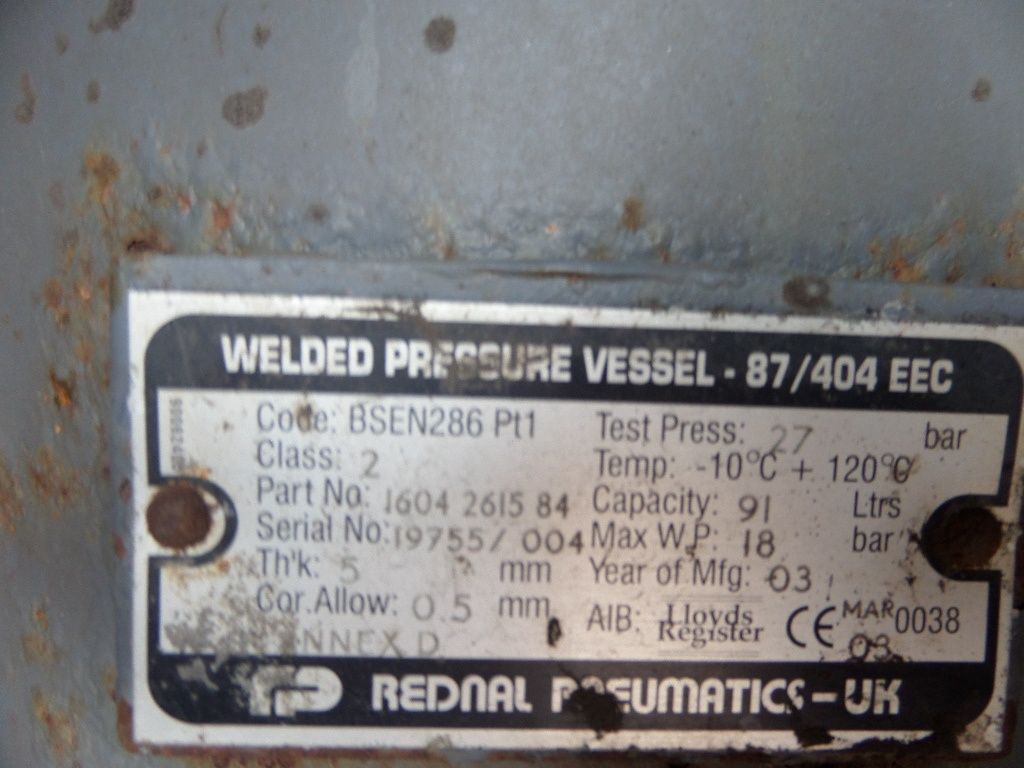 WELDED PRESSURE VESSEL - 87/404 EEC
Code: BSEN286 Pt1
Class: 2
Part No: 1604 2615 84
Serial No: 19755/004
Th'k: 5 mm
Cor.Allow: 0.5 mm
ANNEX D
Test Press: 27 bar
Temp: -10°C + 120°C
Capacity: 91 Ltrs
Max W.P: 18 bar
Year of Mfg: 03
AIB: Lloyds Register CE MAR 0038
03
REDNAL PNEUMATICS - UK